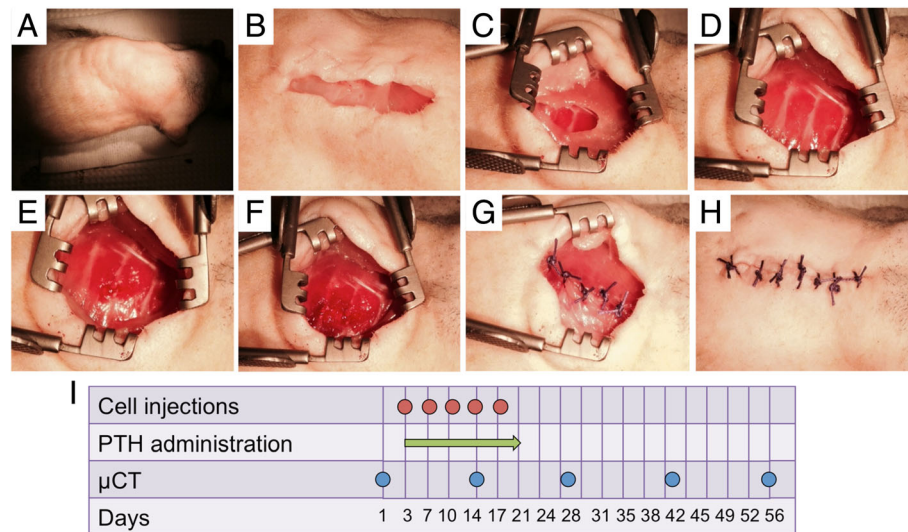 A B C D
E F G H
I
Cell injections
PTH administration
µCT
Days 1 3 7 10 14 17 21 24 28 31 35 38 42 45 49 52 56